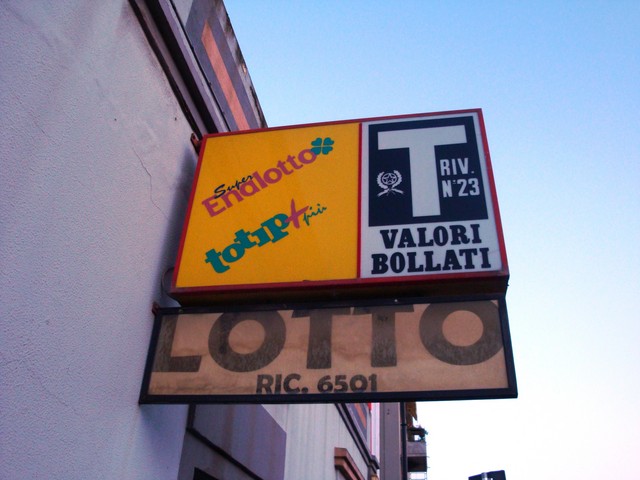 Super
Enalotto
totip+
più
T
RIV.
N°23
VALORI
BOLLATI
LOTTO
RIC. 6501